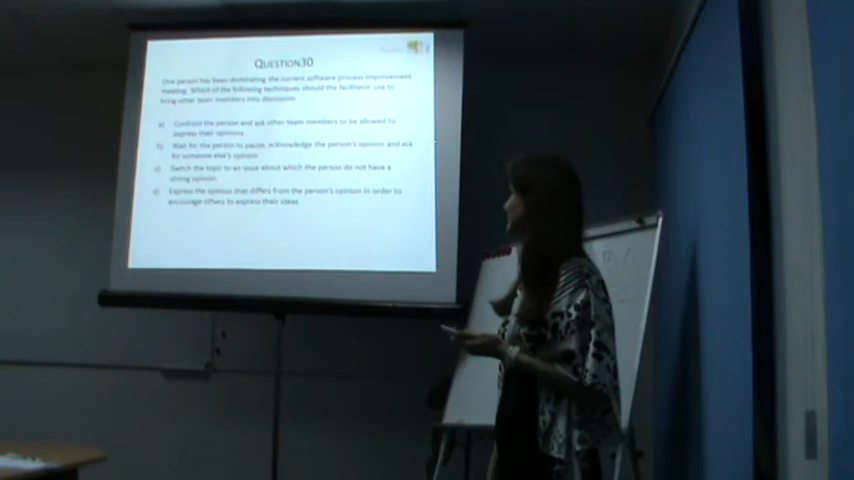 QUESTION30
One person has been dominating the current software process improvement
meeting. Which of the following techniques should the facilitator use to
bring other team members into discussion
a) Confront the person and ask other team members to be allowed to
express their opinions
b) Wait for the person to pause, acknowledge the person's opinion and ask
for someone else's opinion
c) Switch the topic to an issue about which the person do not have a
strong opinion
d) Express the opinion that differs from the person's opinion in order to
encourage others to express their ideas